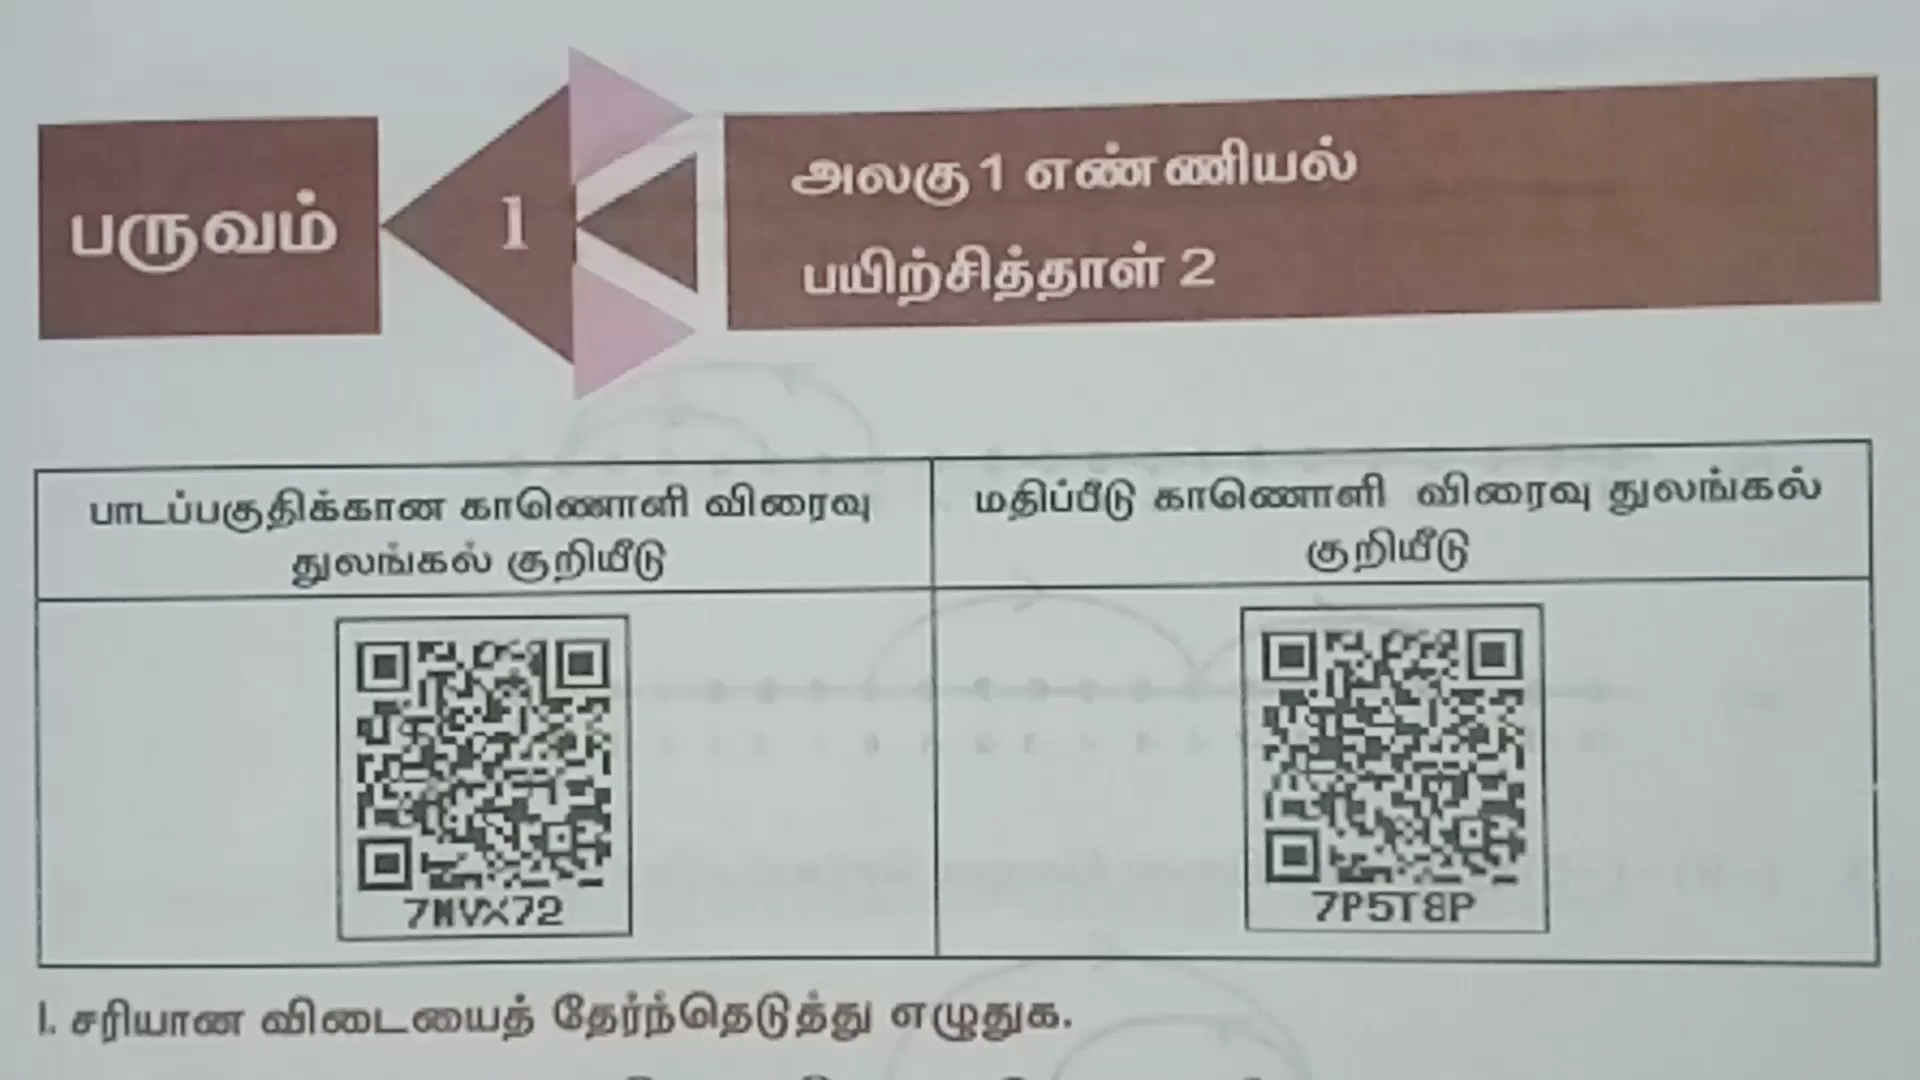 பருவம்
1
அலகு 1 எண்ணியல்
பயிற்சித்தாள் 2
பாடப்பகுதிக்கான காணொளி விரைவு
துலங்கல் குறியீடு
மதிப்பீடு காணொளி விரைவு துலங்கல்
குறியீடு
7NVX72
7P5T8P
I. சரியான விடையைத் தேர்ந்தெடுத்து எழுதுக.